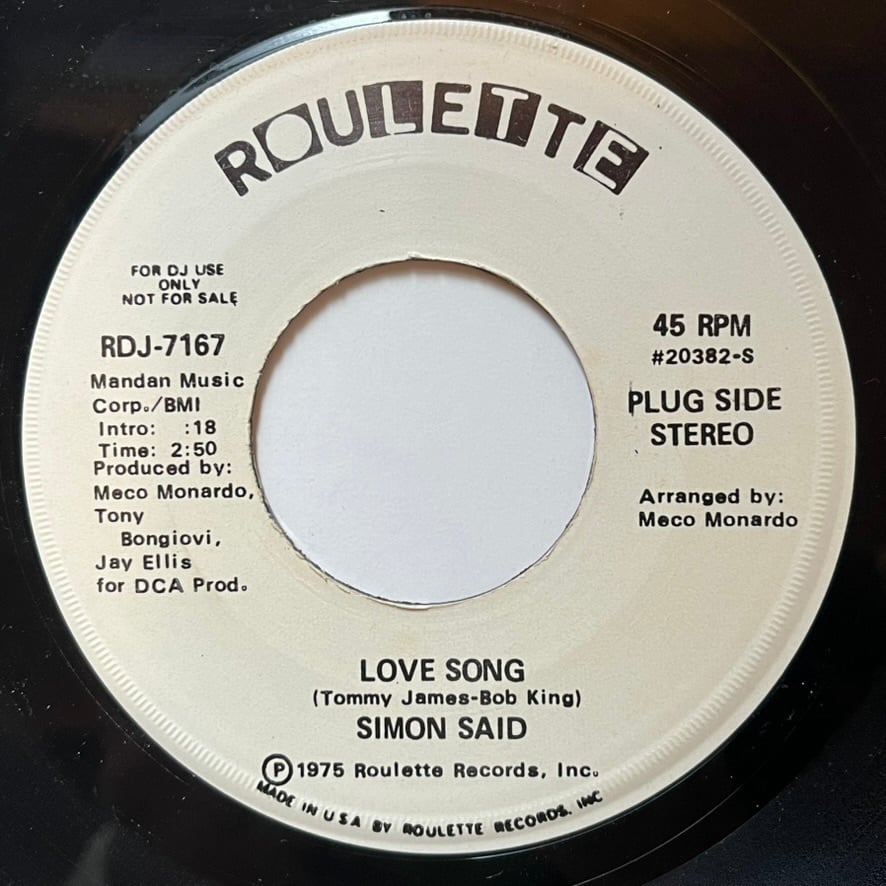 ROULETTE
FOR DJ USE
ONLY
NOT FOR SALE
RDJ-7167
Mandan Music
Corp./BMI
Intro: :18
Time: 2:50
Produced by:
Meco Monardo,
Tony
Bongiovi,
Jay Ellis
for DCA Prod.
45 RPM
#20382-S
PLUG SIDE
STEREO
Arranged by:
Meco Monardo
LOVE SONG
(Tommy James-Bob King)
SIMON SAID
Ⓟ1975 Roulette Records, Inc.
MADE IN U S A BY ROULETTE RECORDS, INC